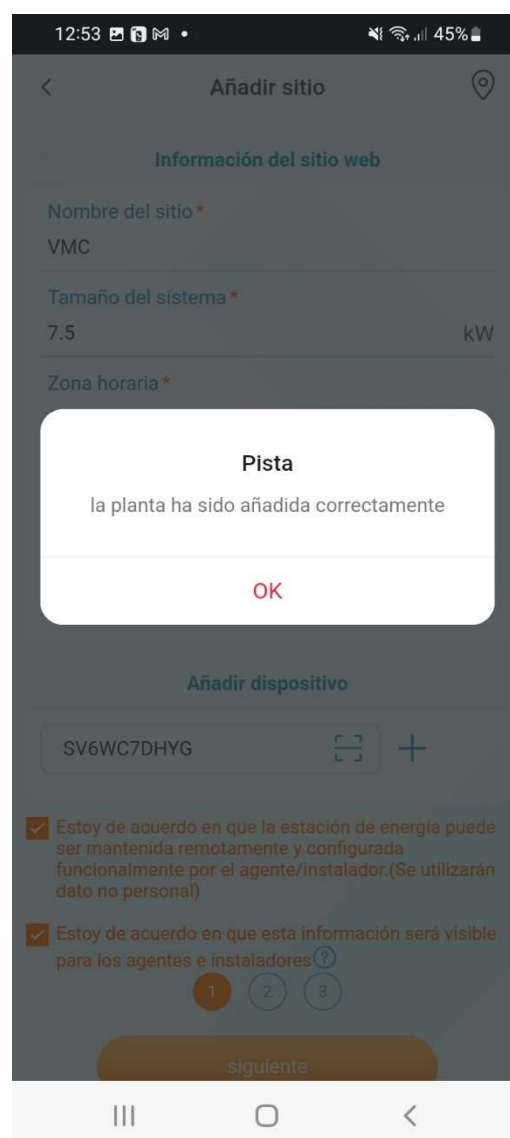 12:53
45%
Añadir sitio
Información del sitio web
Nombre del sitio*
VMC
Tamaño del sistema*
7.5 kW
Zona horaria*
Pista
la planta ha sido añadida correctamente
OK
Añadir dispositivo
SV6WC7DHYG
Estoy de acuerdo en que la estación de energía puede
ser mantenida remotamente y configurada
funcionalmente por el agente/instalador.(Se utilizarán
dato no personal)
Estoy de acuerdo en que esta información será visible
para los agentes e instaladores?
1 2 3
siguiente